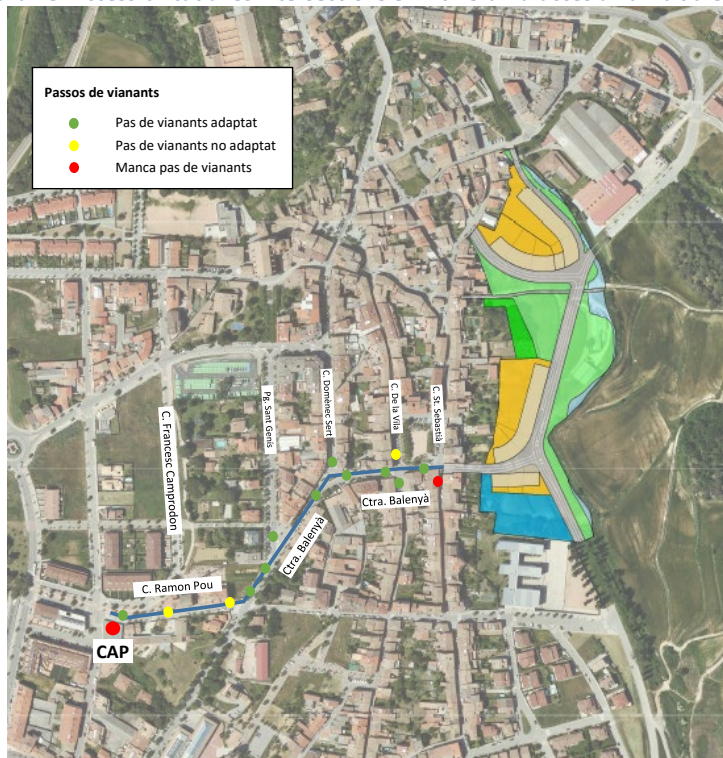 Passos de vianants
Pas de vianants adaptat
Pas de vianants no adaptat
Manca pas de vianants
C. Domènec Sert
C. De la Vila
C. St. Sebastià
Pg. Sant Genís
C. Francesc Camprodon
Ctra. Balenyà
Ctra. Balenyà
C. Ramon Pou
CAP